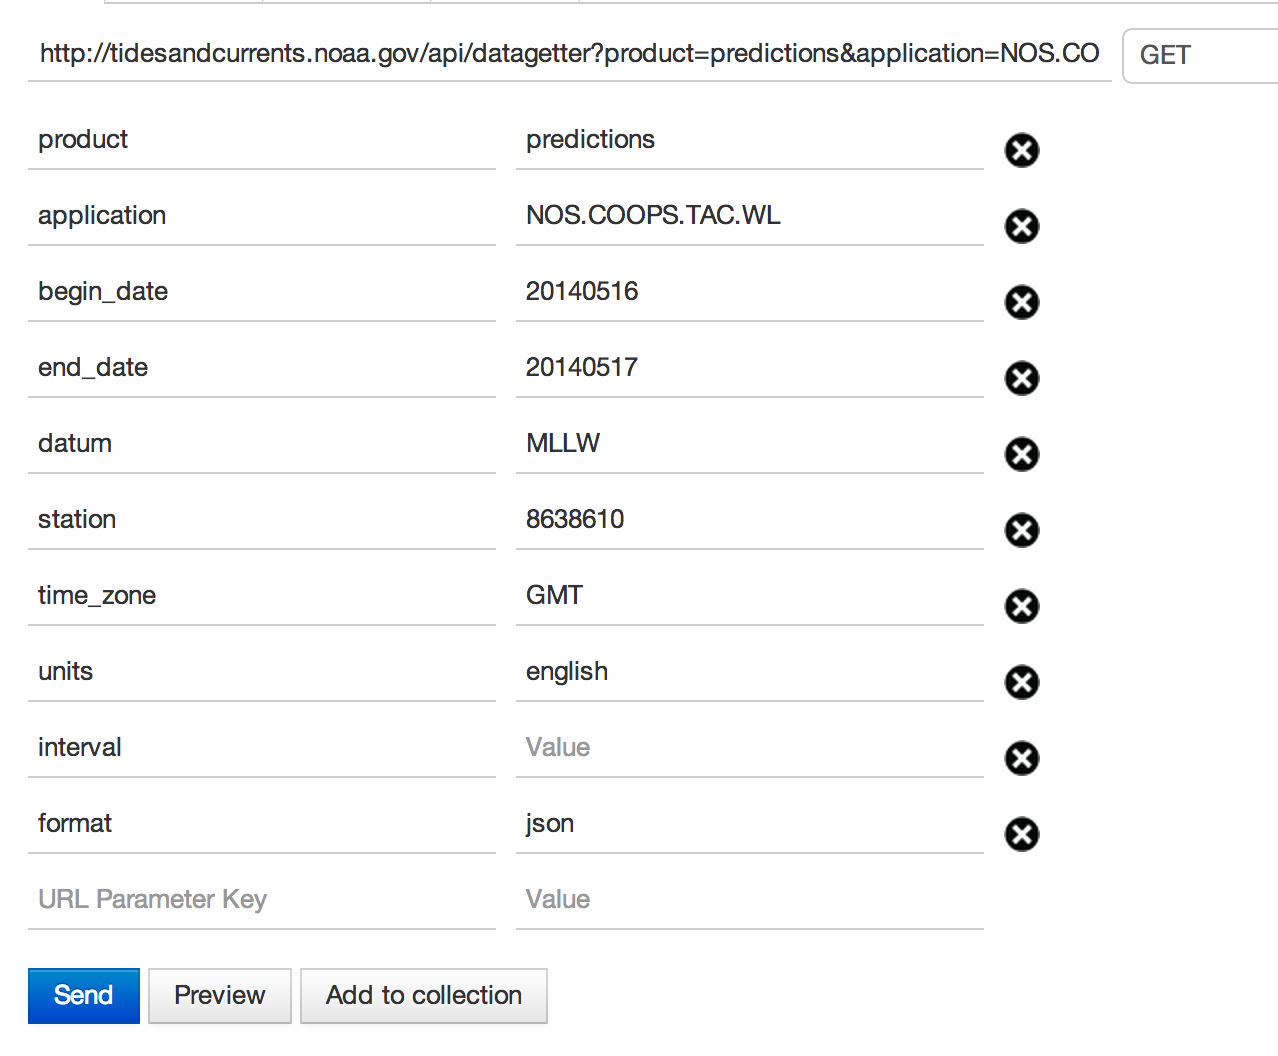 http://tidesandcurrents.noaa.gov/api/datagetter?product=predictions&application=NOS.CO GET
product predictions
application NOS.COOPS.TAC.WL
begin_date 20140516
end_date 20140517
datum MLLW
station 8638610
time_zone GMT
units english
interval Value
format json
URL Parameter Key Value
Send Preview Add to collection